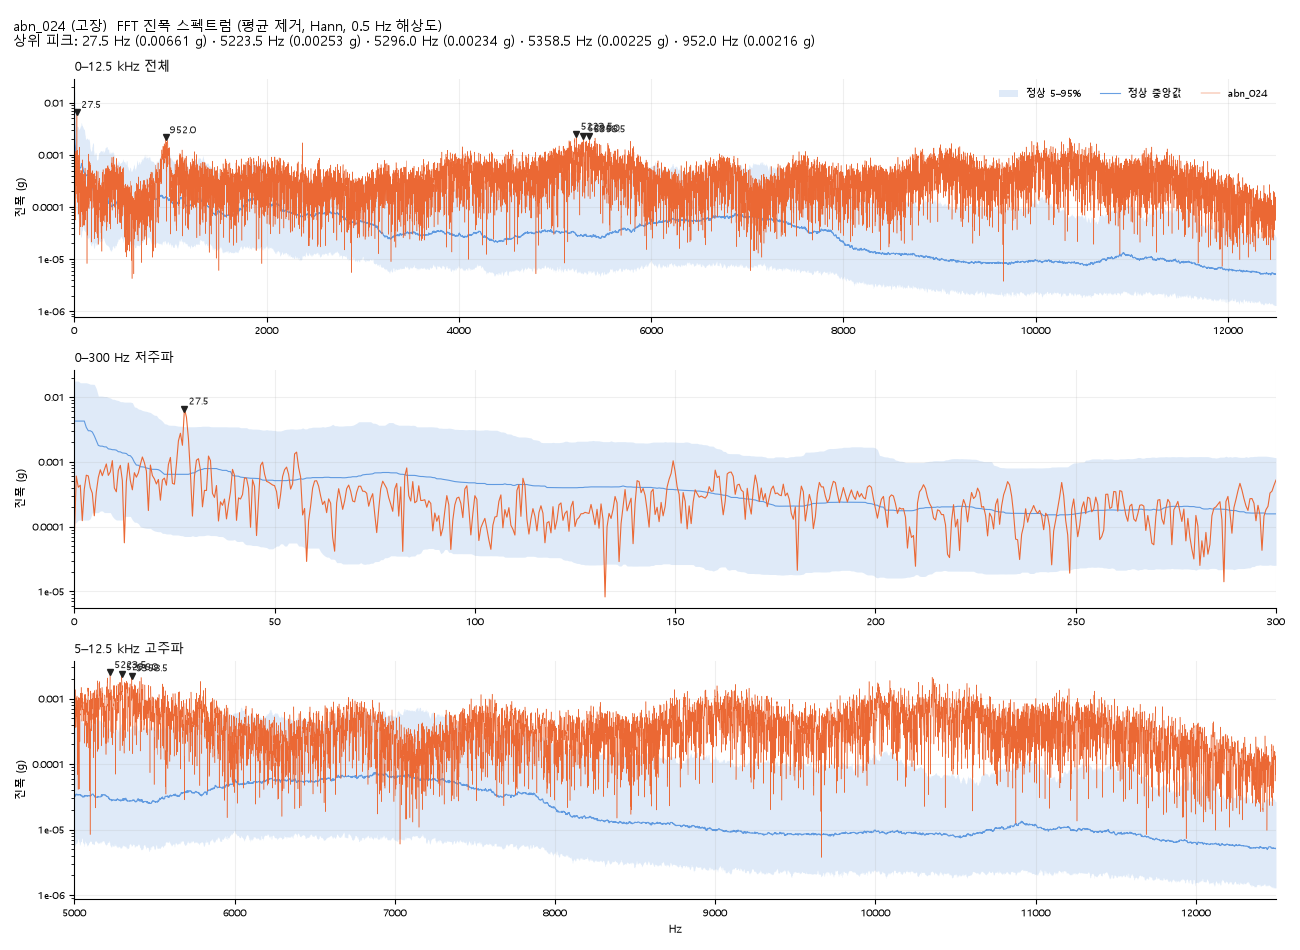 abn_024 (고장) FFT 진폭 스펙트럼 (평균 제거, Hann, 0.5 Hz 해상도)
상위 피크: 27.5 Hz (0.00661 g) · 5223.5 Hz (0.00253 g) · 5296.0 Hz (0.00234 g) · 5358.5 Hz (0.00225 g) · 952.0 Hz (0.00216 g)
0–12.5 kHz 전체
정상 5–95%
정상 중앙값
abn_024
27.5
952.0
진폭 (g)
0.01
0.001
0.0001
1e-05
1e-06
0 2000 4000 6000 8000 10000 12000
0–300 Hz 저주파
27.5
진폭 (g)
0.01
0.001
0.0001
1e-05
0 50 100 150 200 250 300
5–12.5 kHz 고주파
진폭 (g)
0.001
0.0001
1e-05
1e-06
5000 6000 7000 8000 9000 10000 11000 12000
Hz